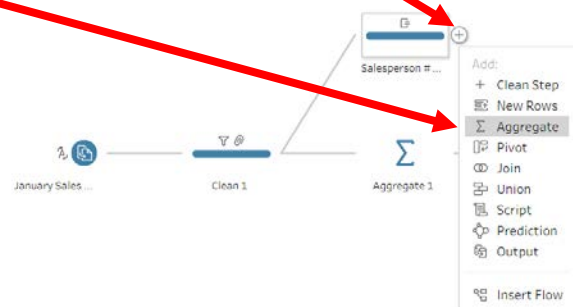 Salesperson # ...
January Sales ...
Clean 1
Aggregate 1
Add:
+ Clean Step
New Rows
Σ Aggregate
Pivot
Join
Union
Script
Prediction
Output
Insert Flow